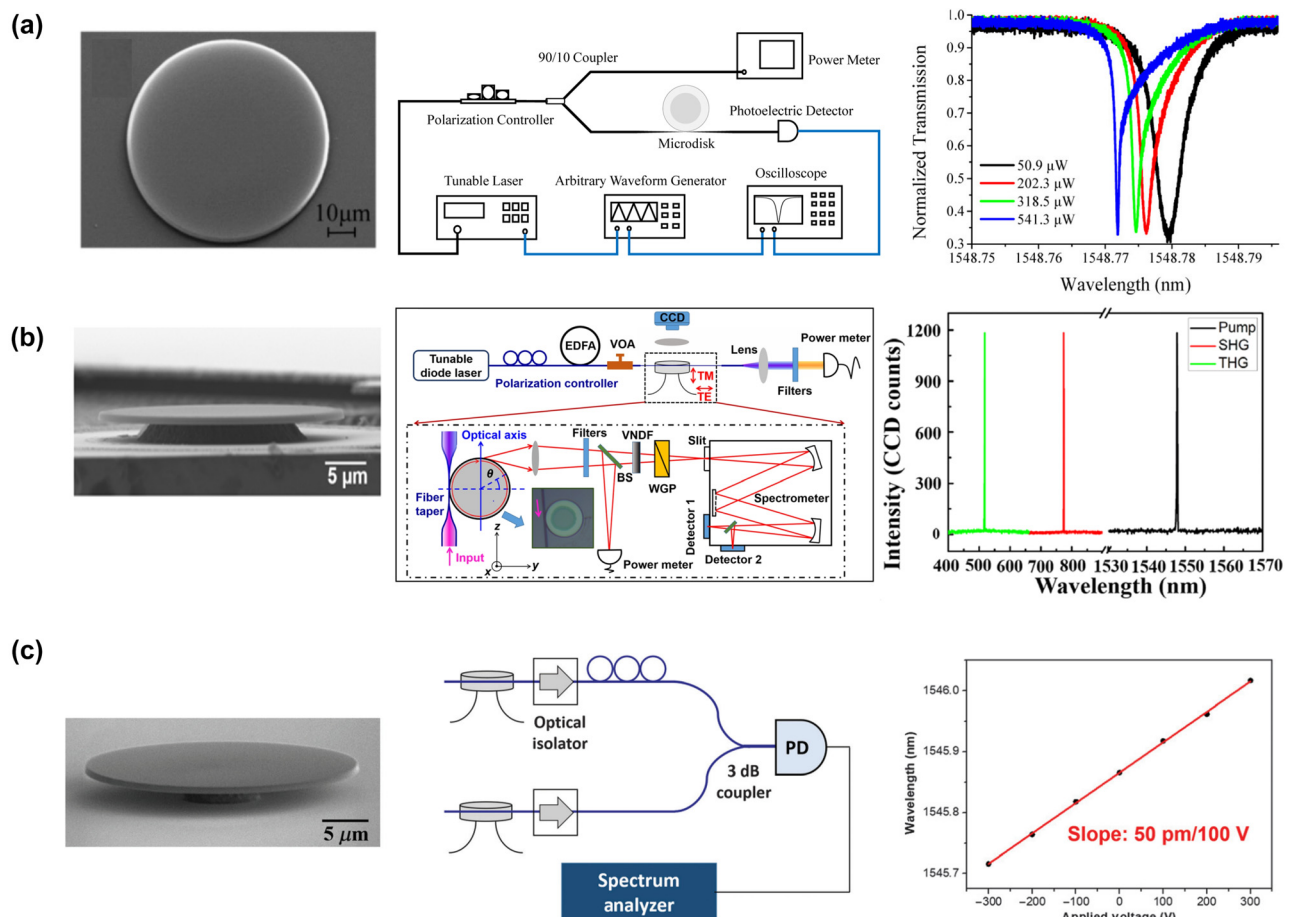 (a)
10μm
90/10 Coupler
Power Meter
Polarization Controller
Photoelectric Detector
Microdisk
Tunable Laser
Arbitrary Waveform Generator
Oscilloscope
Normalized Transmission
1.0
0.9
0.8
0.7
0.6
0.5
0.4
0.3
50.9 μW
202.3 μW
318.5 μW
541.3 μW
1548.75
1548.76
1548.77
1548.78
1548.79
Wavelength (nm)
(b)
5 μm
Tunable
diode laser
Polarization controller
EDFA
VOA
CCD
TM
TE
Lens
Filters
Power meter
Optical axis
θ
Fiber
taper
Input
z
x
y
Filters
VNDF
BS
WGP
Slit
Spectrometer
Detector 1
Detector 2
Power meter
Intensity (CCD counts)
1200
900
600
300
0
Pump
SHG
THG
400 500 600 700 800 1530 1540 1550 1560 1570
Wavelength (nm)
(c)
5 μm
Optical
isolator
PD
3 dB
coupler
Spectrum
analyzer
Wavelength (nm)
1546.0
1545.9
1545.8
1545.7
Slope: 50 pm/100 V
−300 −200 −100 0 100 200 300
Applied voltage (V)